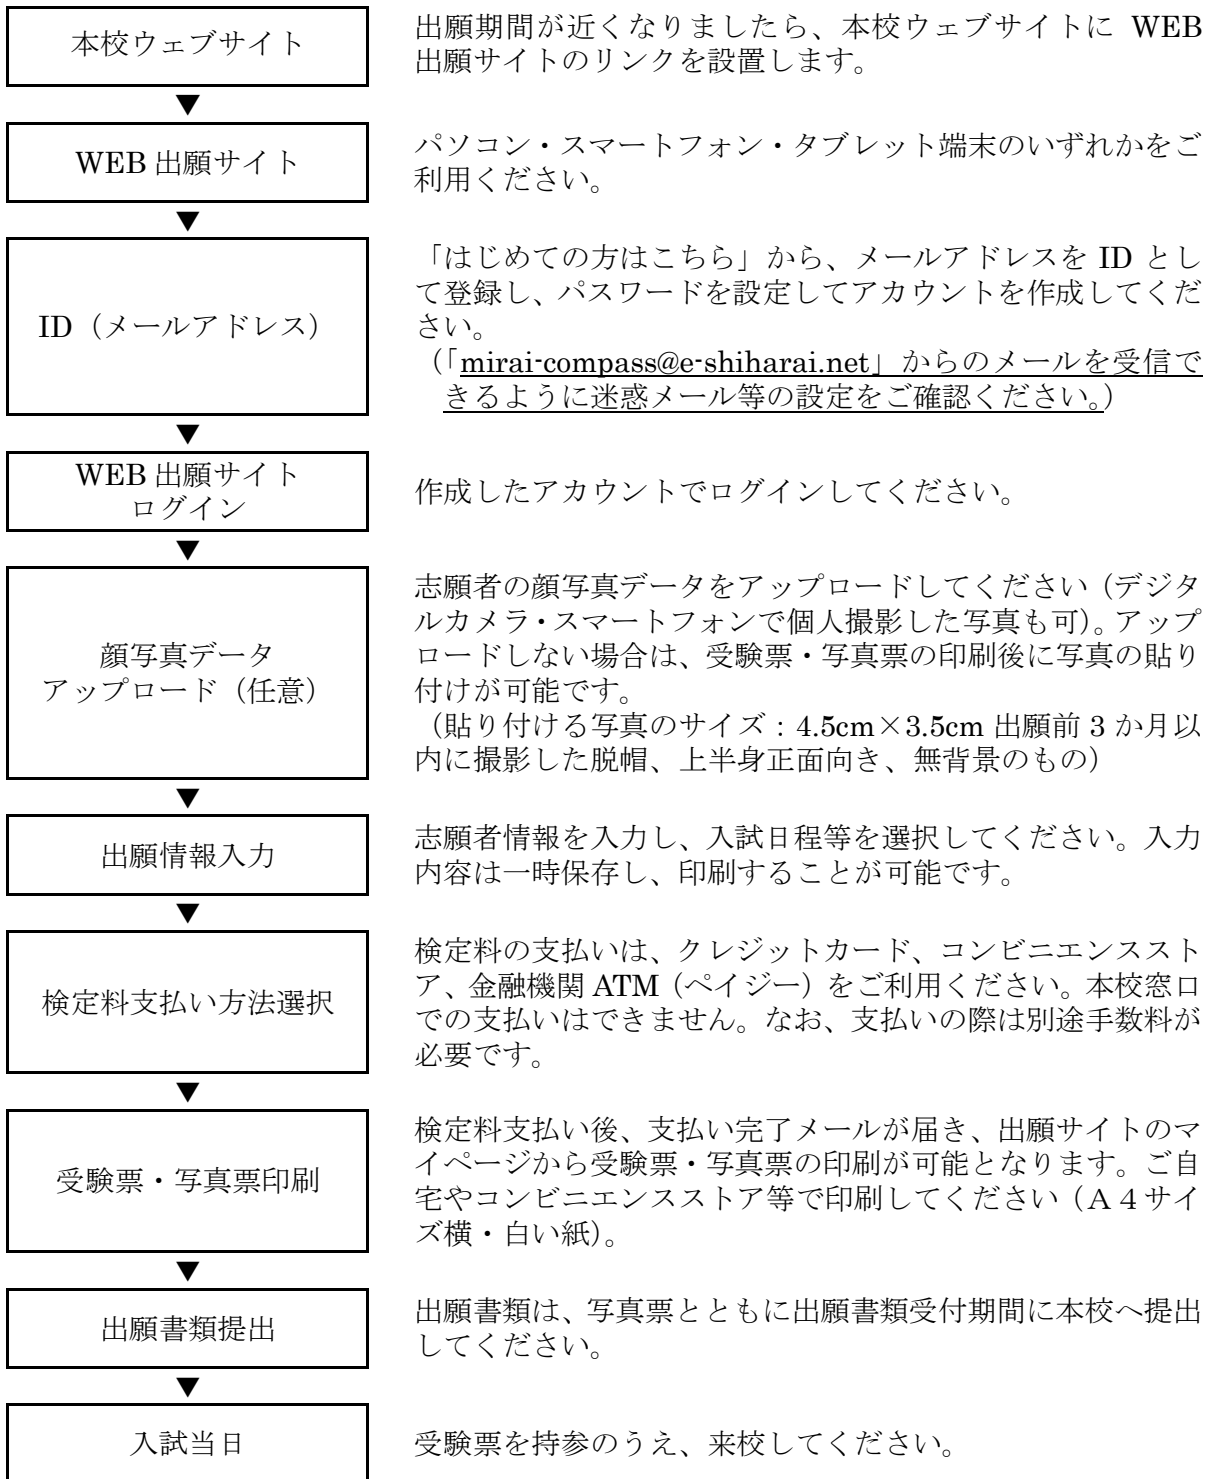 本校ウェブサイト
出願期間が近くなりましたら、本校ウェブサイトに WEB
出願サイトのリンクを設置します。
▼
WEB 出願サイト
パソコン・スマートフォン・タブレット端末のいずれかをご
利用ください。
▼
ID（メールアドレス）
「はじめての方はこちら」から、メールアドレスを ID とし
て登録し、パスワードを設定してアカウントを作成してくだ
さい。
（「mirai-compass@e-shiharai.net」からのメールを受信で
きるように迷惑メール等の設定をご確認ください。）
▼
WEB 出願サイト
ログイン
作成したアカウントでログインしてください。
▼
顔写真データ
アップロード（任意）
志願者の顔写真データをアップロードしてください（デジタ
ルカメラ・スマートフォンで個人撮影した写真も可）。アップ
ロードしない場合は、受験票・写真票の印刷後に写真の貼り
付けが可能です。
（貼り付ける写真のサイズ：4.5cm×3.5cm 出願前 3 か月以
内に撮影した脱帽、上半身正面向き、無背景のもの）
▼
出願情報入力
志願者情報を入力し、入試日程等を選択してください。入力
内容は一時保存し、印刷することが可能です。
▼
検定料支払い方法選択
検定料の支払いは、クレジットカード、コンビニエンススト
ア、金融機関 ATM（ペイジー）をご利用ください。本校窓口
での支払いはできません。なお、支払いの際は別途手数料が
必要です。
▼
受験票・写真票印刷
検定料支払い後、支払い完了メールが届き、出願サイトのマ
イページから受験票・写真票の印刷が可能となります。ご自
宅やコンビニエンスストア等で印刷してください（Ａ４サイ
ズ横・白い紙）。
▼
出願書類提出
出願書類は、写真票とともに出願書類受付期間に本校へ提出
してください。
▼
入試当日
受験票を持参のうえ、来校してください。